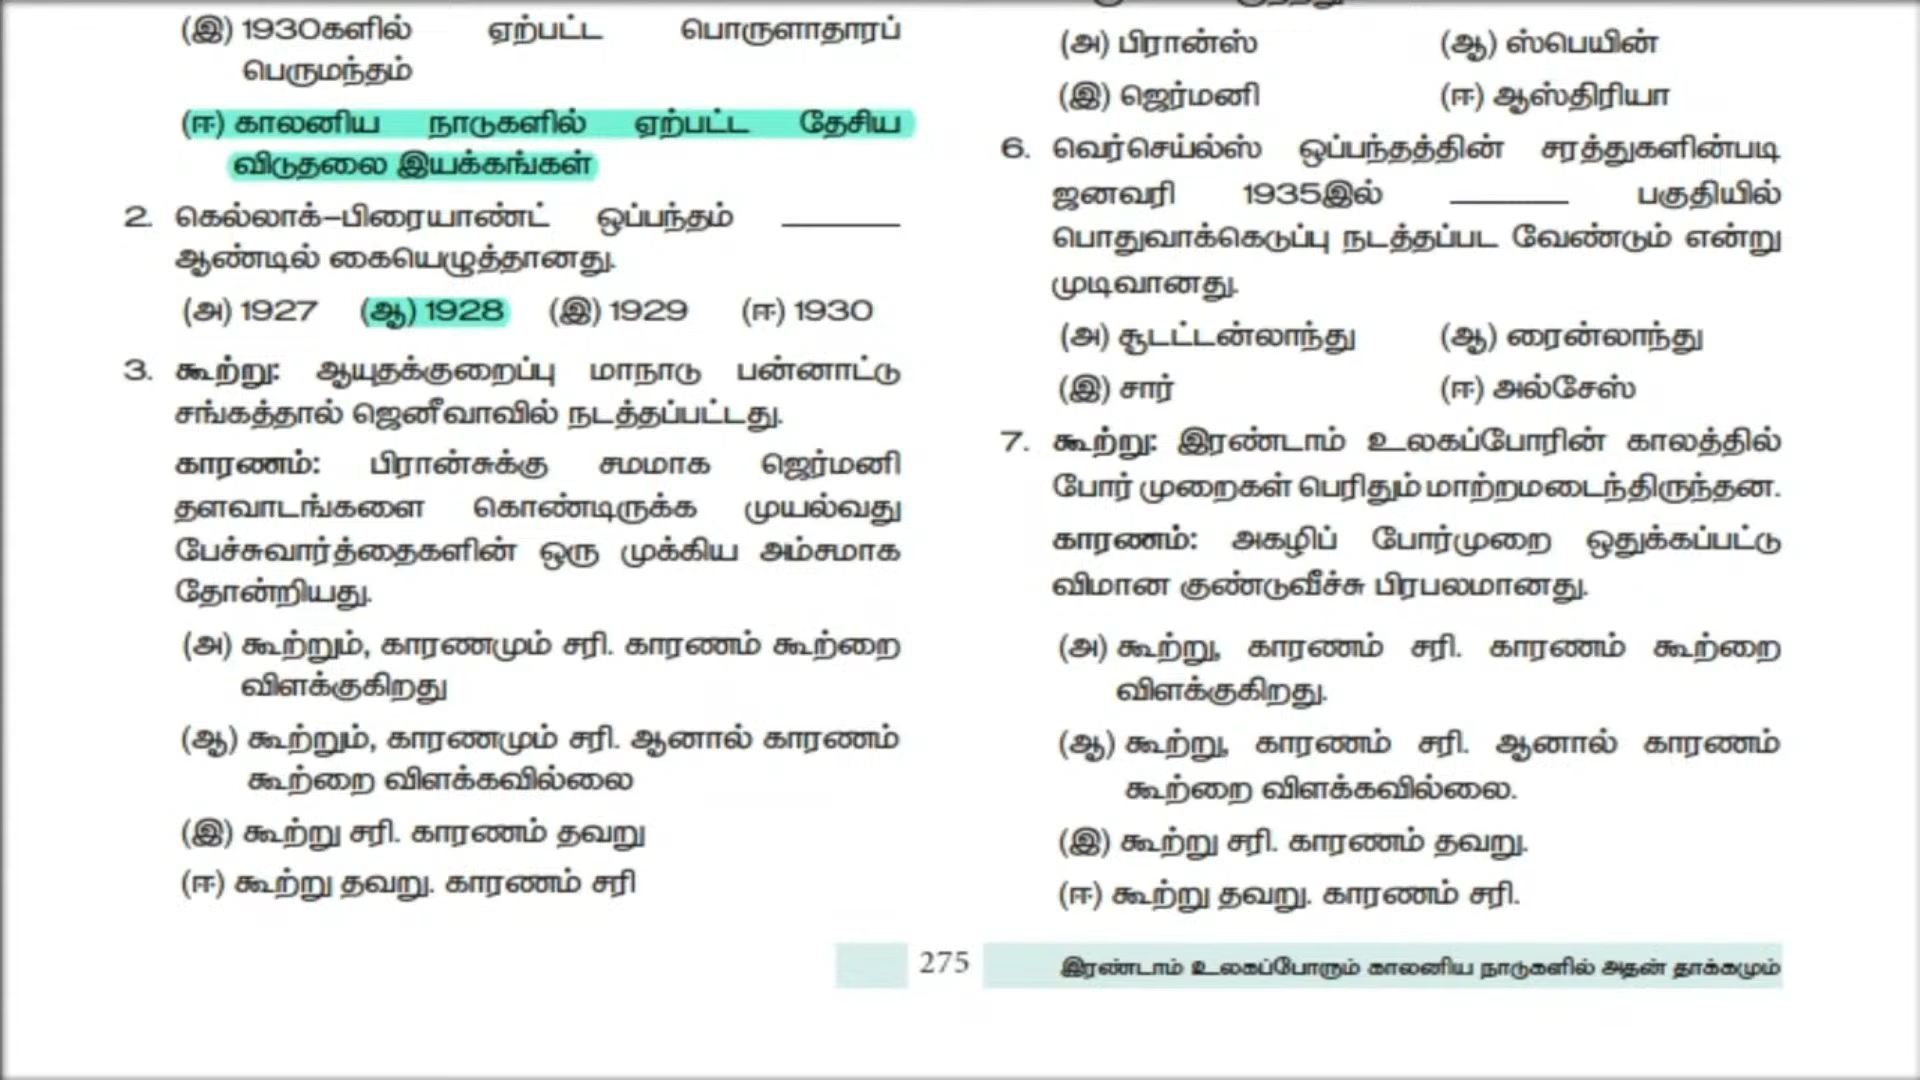 (இ) 1930களில் ஏற்பட்ட பொருளாதாரப்
பெருமந்தம்
(ஈ) காலனிய நாடுகளில் ஏற்பட்ட தேசிய
விடுதலை இயக்கங்கள்
2. கெல்லாக்–பிரையாண்ட் ஒப்பந்தம் ________
ஆண்டில் கையெழுத்தானது.
(அ) 1927 (ஆ) 1928 (இ) 1929 (ஈ) 1930
3. கூற்று: ஆயுதக்குறைப்பு மாநாடு பன்னாட்டு
சங்கத்தால் ஜெனீவாவில் நடத்தப்பட்டது.
காரணம்: பிரான்சுக்கு சமமாக ஜெர்மனி
தளவாடங்களை கொண்டிருக்க முயல்வது
பேச்சுவார்த்தைகளின் ஒரு முக்கிய அம்சமாக
தோன்றியது.
(அ) கூற்றும், காரணமும் சரி. காரணம் கூற்றை
விளக்குகிறது
(ஆ) கூற்றும், காரணமும் சரி. ஆனால் காரணம்
கூற்றை விளக்கவில்லை
(இ) கூற்று சரி. காரணம் தவறு
(ஈ) கூற்று தவறு. காரணம் சரி
(அ) பிரான்ஸ் (ஆ) ஸ்பெயின்
(இ) ஜெர்மனி (ஈ) ஆஸ்திரியா
6. வெர்செய்ல்ஸ் ஒப்பந்தத்தின் சரத்துகளின்படி
ஜனவரி 1935இல் ________ பகுதியில்
பொதுவாக்கெடுப்பு நடத்தப்பட வேண்டும் என்று
முடிவானது.
(அ) சூடட்டன்லாந்து (ஆ) ரைன்லாந்து
(இ) சார் (ஈ) அல்சேஸ்
7. கூற்று: இரண்டாம் உலகப்போரின் காலத்தில்
போர் முறைகள் பெரிதும் மாற்றமடைந்திருந்தன.
காரணம்: அகழிப் போர்முறை ஒதுக்கப்பட்டு
விமான குண்டுவீச்சு பிரபலமானது.
(அ) கூற்று, காரணம் சரி. காரணம் கூற்றை
விளக்குகிறது.
(ஆ) கூற்று, காரணம் சரி. ஆனால் காரணம்
கூற்றை விளக்கவில்லை.
(இ) கூற்று சரி. காரணம் தவறு.
(ஈ) கூற்று தவறு. காரணம் சரி.
275 இரண்டாம் உலகப்போரும் காலனிய நாடுகளில் அதன் தாக்கமும்